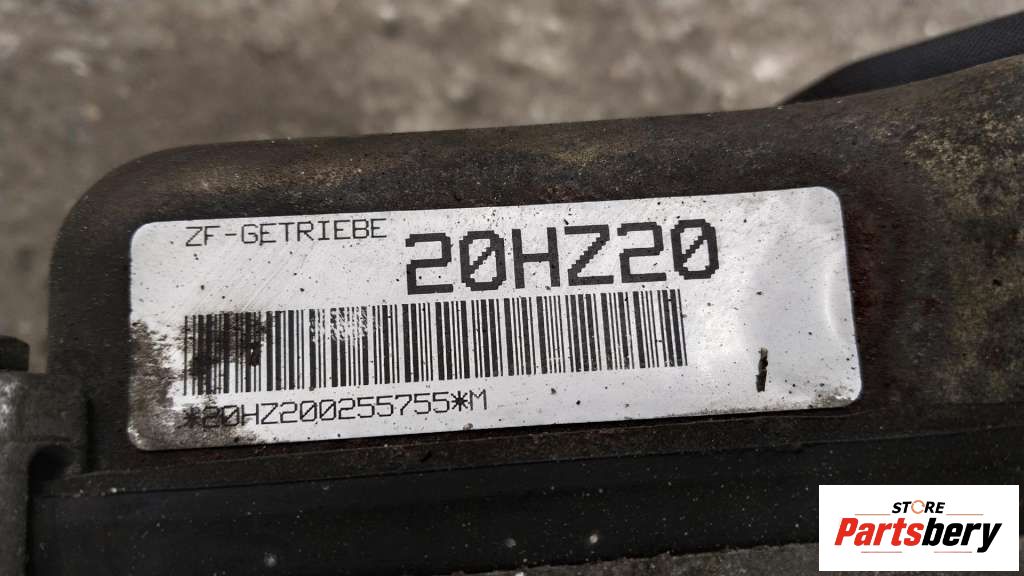 ZF-GETRIEBE 20HZ20
*20HZ200255755*M
STORE
Partsbery